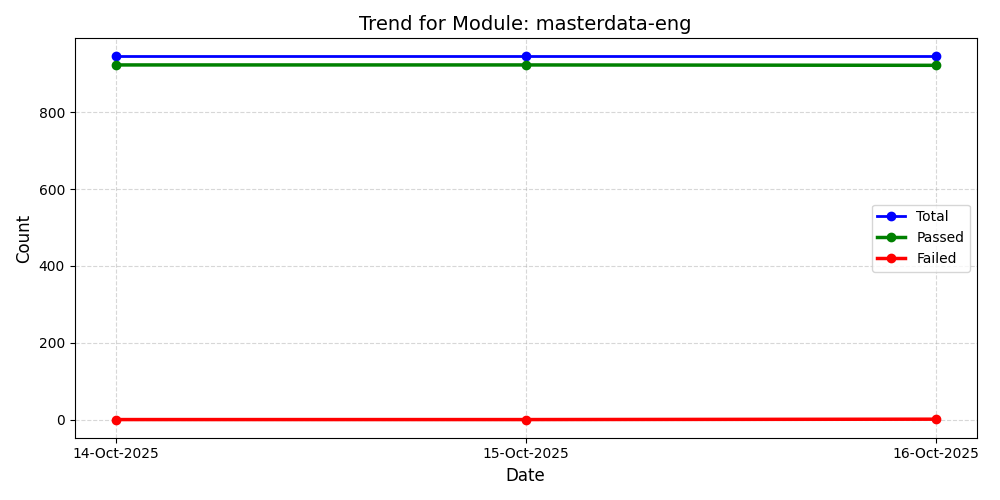 Trend for Module: masterdata-eng
Count
800
600
400
200
0
Total
Passed
Failed
14-Oct-2025
15-Oct-2025
16-Oct-2025
Date